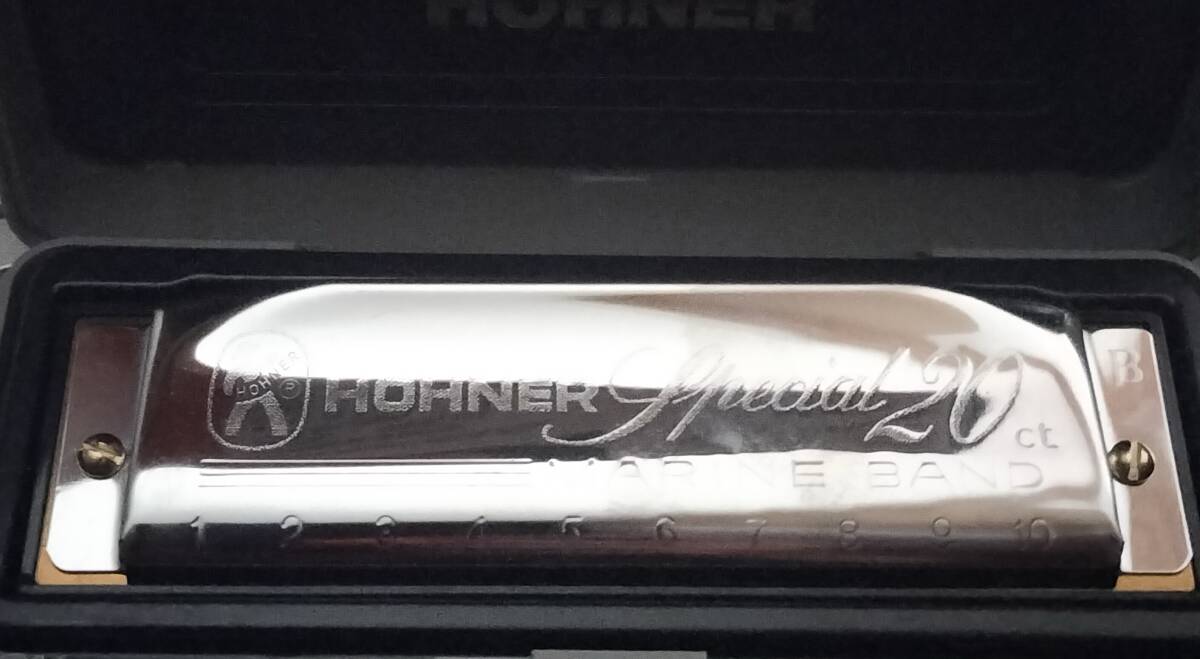 HOHNER
HOHNER
HOHNER Special 20
B
ct
MARINE BAND
1 2 3 4 5 6 7 8 9 10